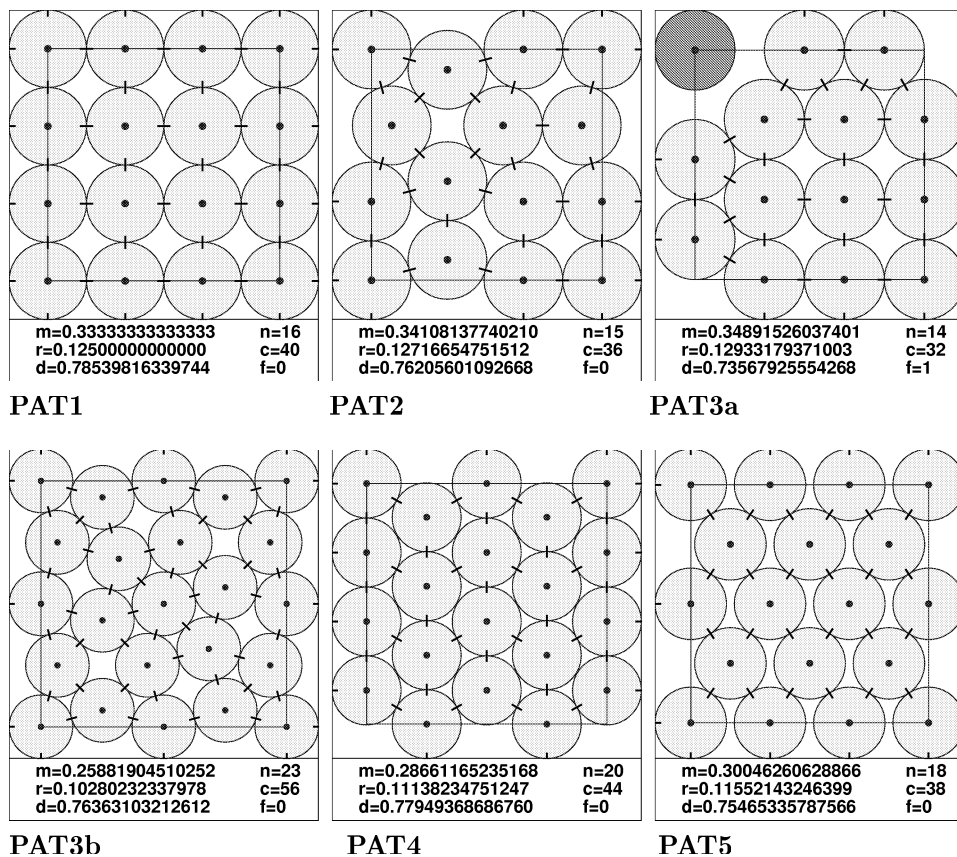 m=0.33333333333333 n=16
r=0.12500000000000 c=40
d=0.78539816339744 f=0
PAT1
m=0.34108137740210 n=15
r=0.12716654751512 c=36
d=0.76205601092668 f=0
PAT2
m=0.34891526037401 n=14
r=0.12933179371003 c=32
d=0.73567925554268 f=1
PAT3a
m=0.25881904510252 n=23
r=0.10280232337978 c=56
d=0.76363103212612 f=0
PAT3b
m=0.28661165235168 n=20
r=0.11138234751247 c=44
d=0.77949368686760 f=0
PAT4
m=0.30046260628866 n=18
r=0.11552143246399 c=38
d=0.75465335787566 f=0
PAT5